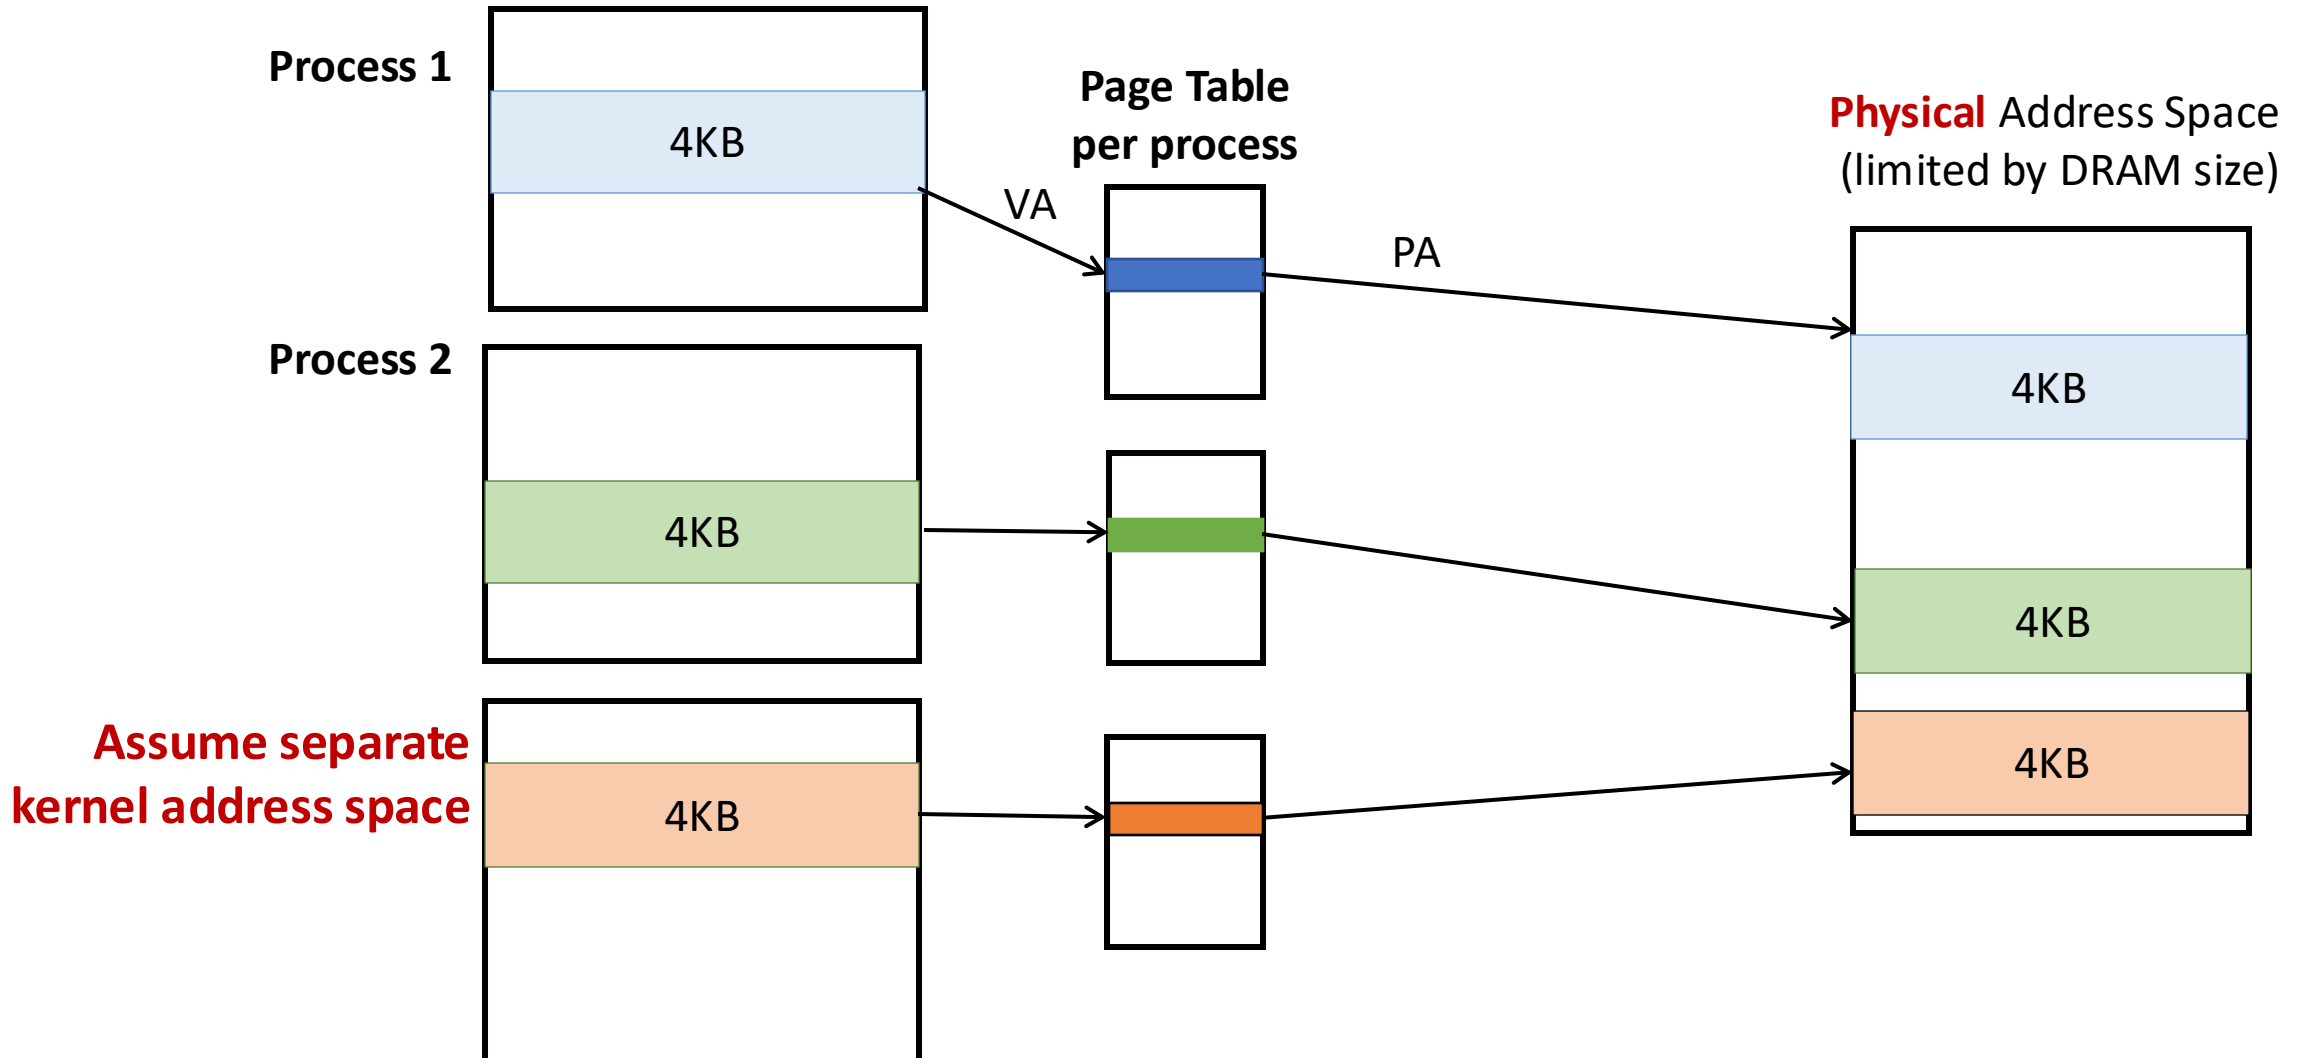 Process 1
4KB
VA
Page Table
per process
PA
Physical Address Space
(limited by DRAM size)
4KB
Process 2
4KB
4KB
Assume separate
kernel address space
4KB
4KB